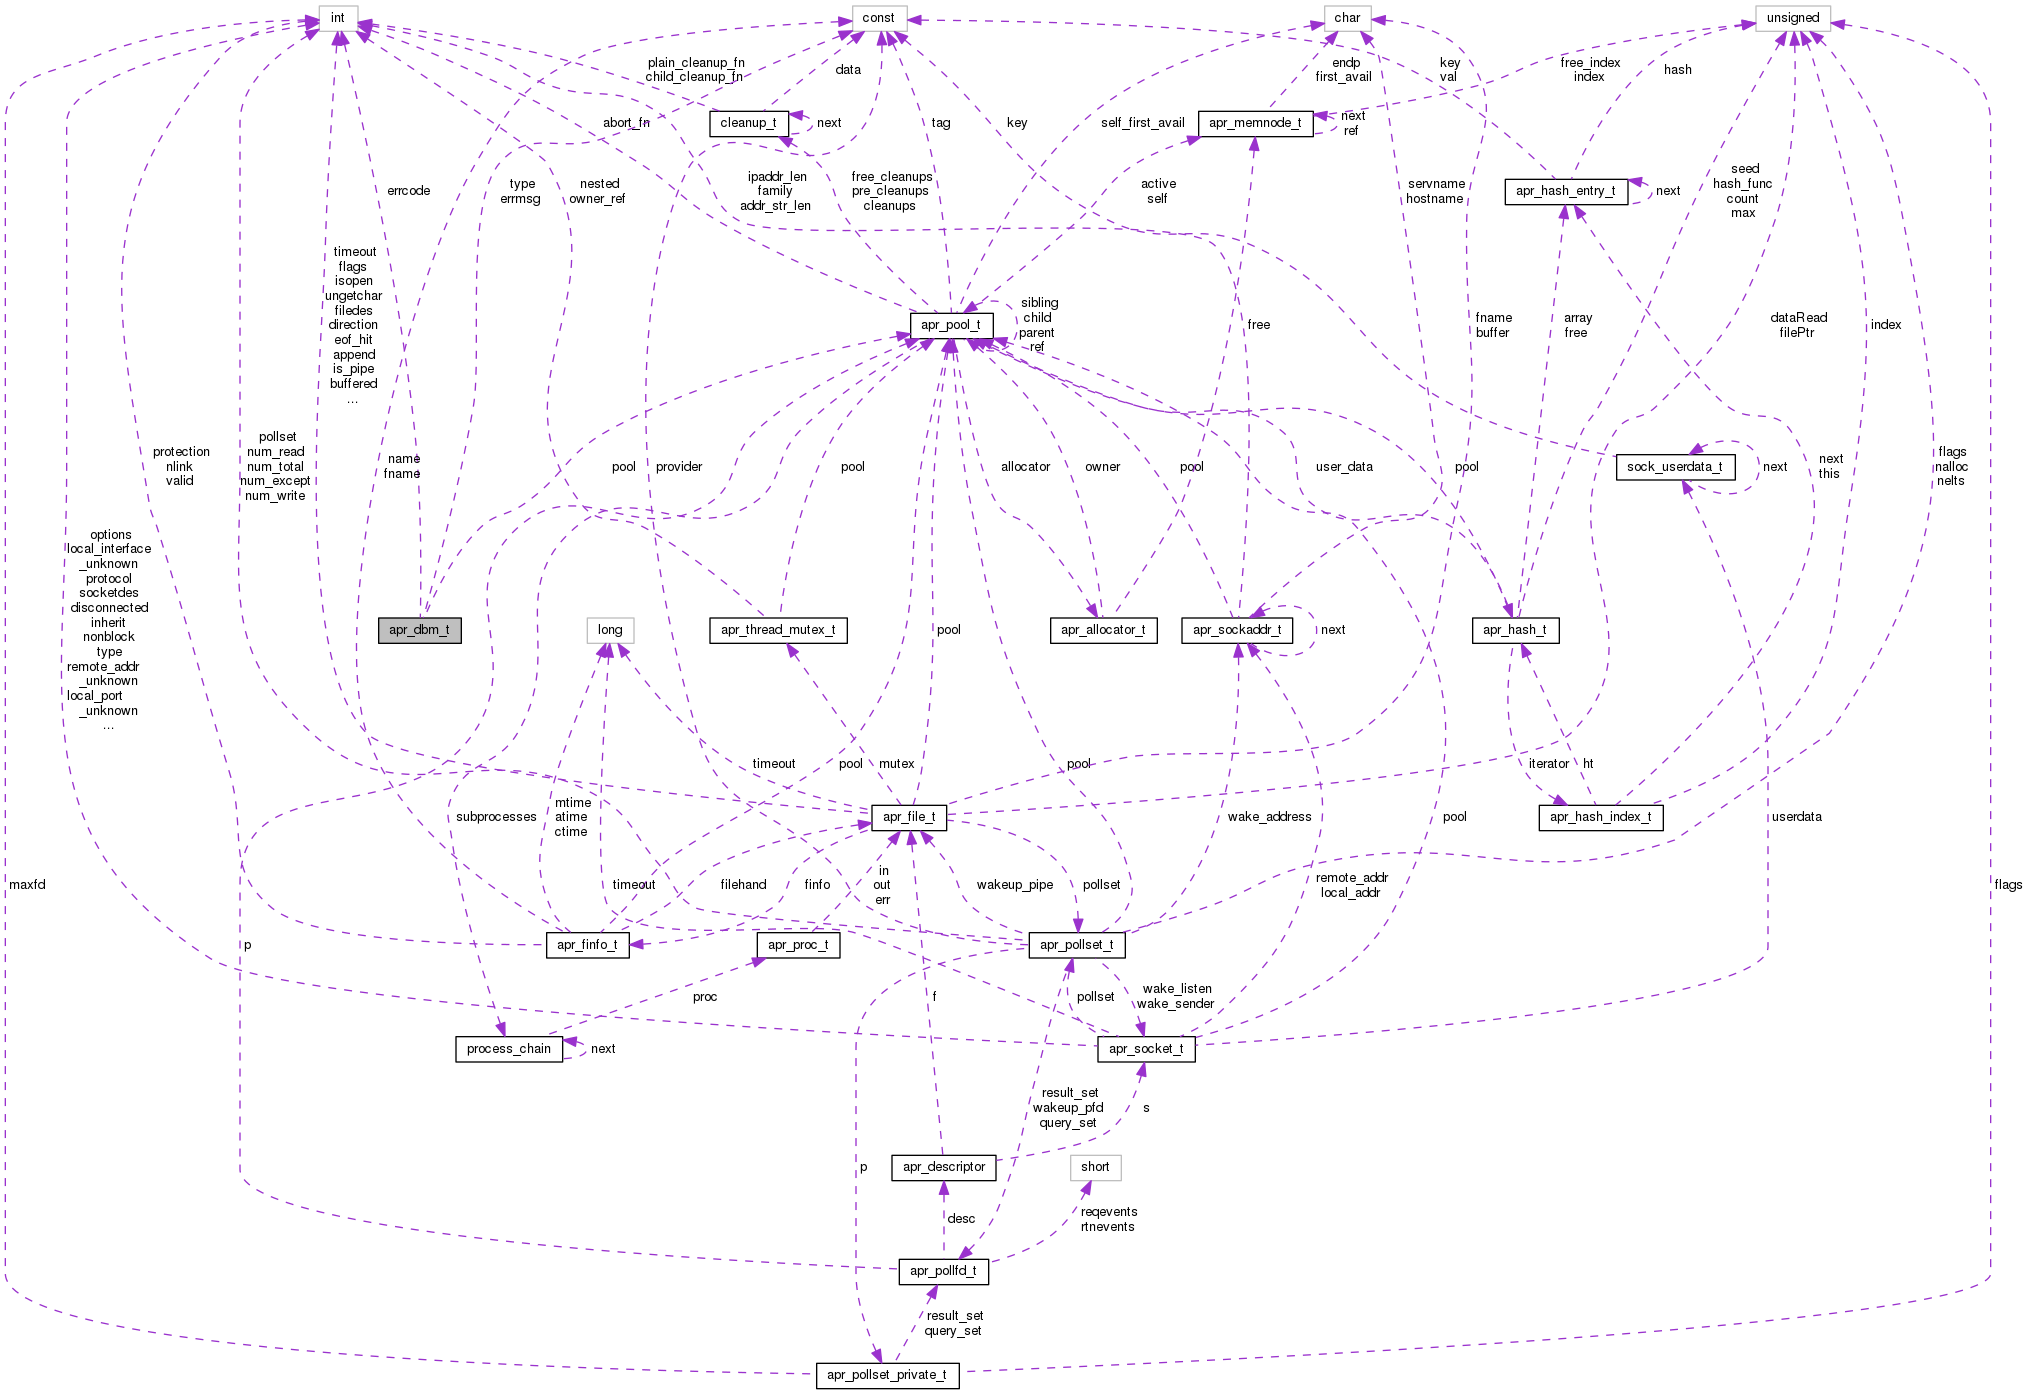 int
const
char
unsigned
plain_cleanup_fn
child_cleanup_fn
data
endp
first_avail
key
val
free_index
index
hash
cleanup_t
next
abort_fn
tag
key
self_first_avail
apr_memnode_t
next
ref
errcode
type
errmsg
nested
owner_ref
ipaddr_len
family
addr_str_len
free_cleanups
pre_cleanups
cleanups
active
self
servname
hostname
apr_hash_entry_t
next
seed
hash_func
count
max
timeout
flags
isopen
ungetchar
filedes
direction
eof_hit
append
is_pipe
buffered
...
apr_pool_t
sibling
child
parent
ref
free
fname
buffer
array
free
dataRead
filePtr
index
protection
nlink
valid
pollset
num_read
num_total
num_except
num_write
name
fname
pool
provider
pool
allocator
owner
pool
user_data
pool
next
this
sock_userdata_t
next
flags
nalloc
nelts
options
local_interface
_unknown
protocol
socketdes
disconnected
inherit
nonblock
type
remote_addr
_unknown
local_port
_unknown
...
apr_dbm_t
long
apr_thread_mutex_t
pool
apr_allocator_t
apr_sockaddr_t
next
apr_hash_t
timeout
pool
mutex
pool
iterator
ht
subprocesses
mtime
atime
ctime
apr_file_t
wake_address
apr_hash_index_t
pool
userdata
maxfd
timeout
filehand
finfo
in
out
err
wakeup_pipe
pollset
remote_addr
local_addr
flags
p
apr_finfo_t
apr_proc_t
apr_pollset_t
proc
f
pollset
wake_listen
wake_sender
process_chain
next
apr_socket_t
result_set
wakeup_pfd
query_set
s
p
apr_descriptor
short
desc
reqevents
rtnevents
apr_pollfd_t
result_set
query_set
apr_pollset_private_t